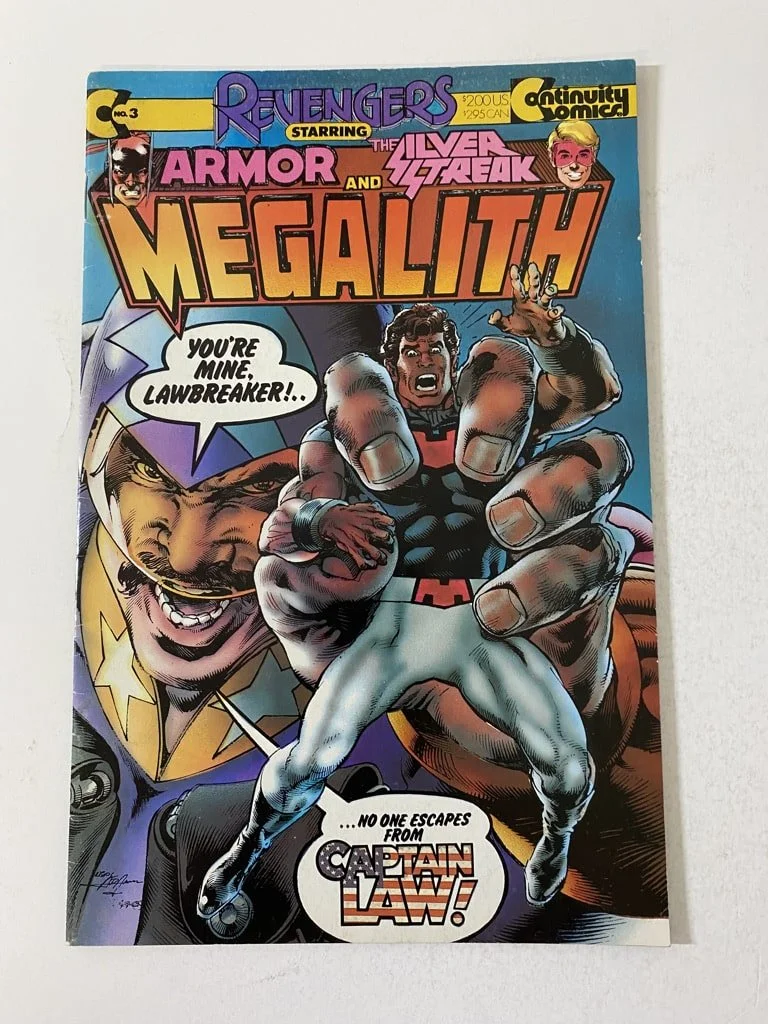 NO. 3
REVENGERS
STARRING
$2.00 US
$2.95 CAN
Continuity
Comics!
ARMOR
AND
THE SILVER
STREAK
MEGALITH
YOU'RE
MINE,
LAWBREAKER!..
...NO ONE ESCAPES
FROM
CAPTAIN
LAW!